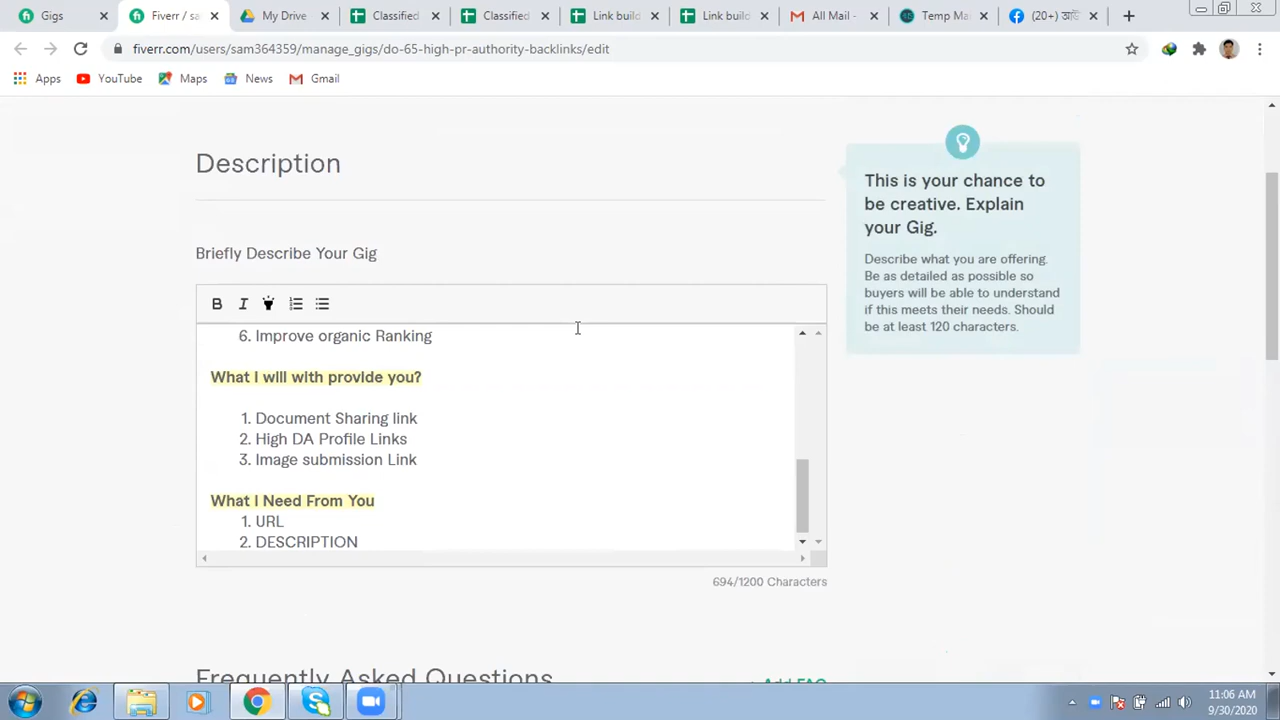 Gigs
Fiverr / sa
My Drive
Classified
Classified
Link build
Link build
All Mail -
Temp Ma
fiverr.com/users/sam364359/manage_gigs/do-65-high-pr-authority-backlinks/edit
Apps
YouTube
Maps
News
Gmail
Description
Briefly Describe Your Gig
6. Improve organic Ranking
What I will with provide you?
1. Document Sharing link
2. High DA Profile Links
3. Image submission Link
What I Need From You
1. URL
2. DESCRIPTION
694/1200 Characters
This is your chance to
be creative. Explain
your Gig.
Describe what you are offering.
Be as detailed as possible so
buyers will be able to understand
if this meets their needs. Should
be at least 120 characters.
Frequently Asked Questions
+ Add FAQ
11:06 AM
9/30/2020